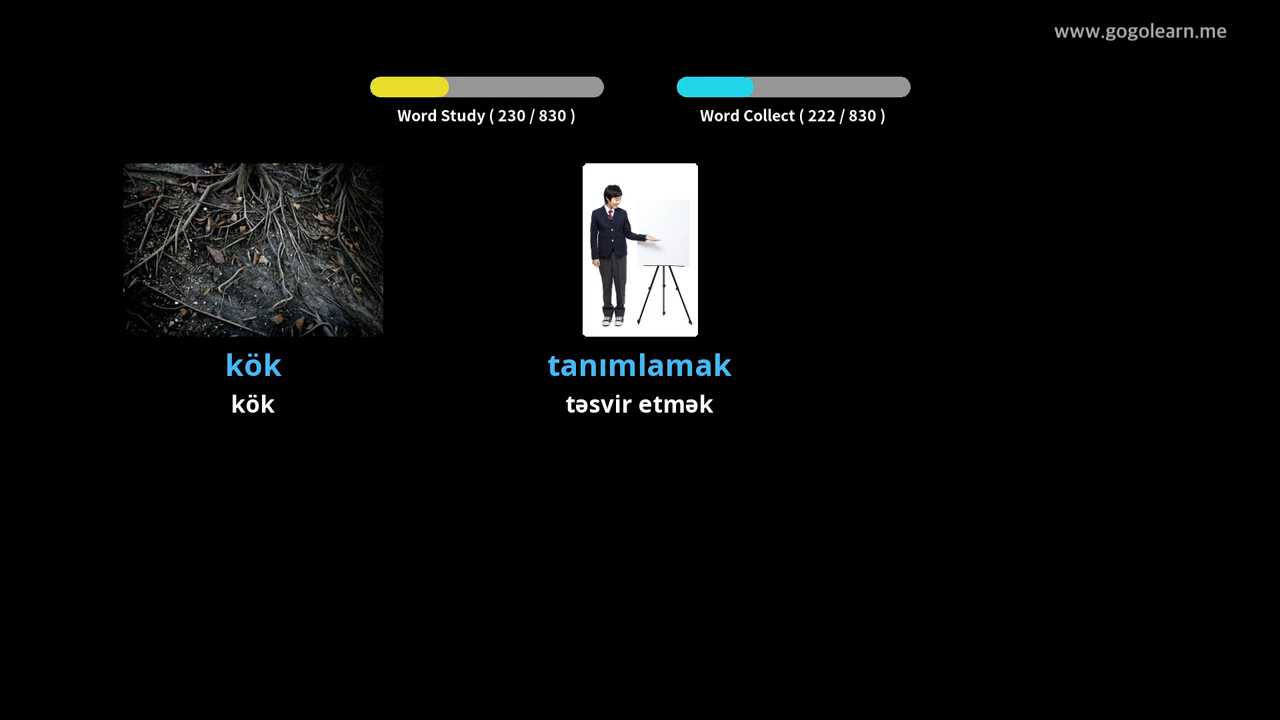 www.gogolearn.me
Word Study ( 230 / 830 )
Word Collect ( 222 / 830 )
kök
kök
tanımlamak
təsvir etmək